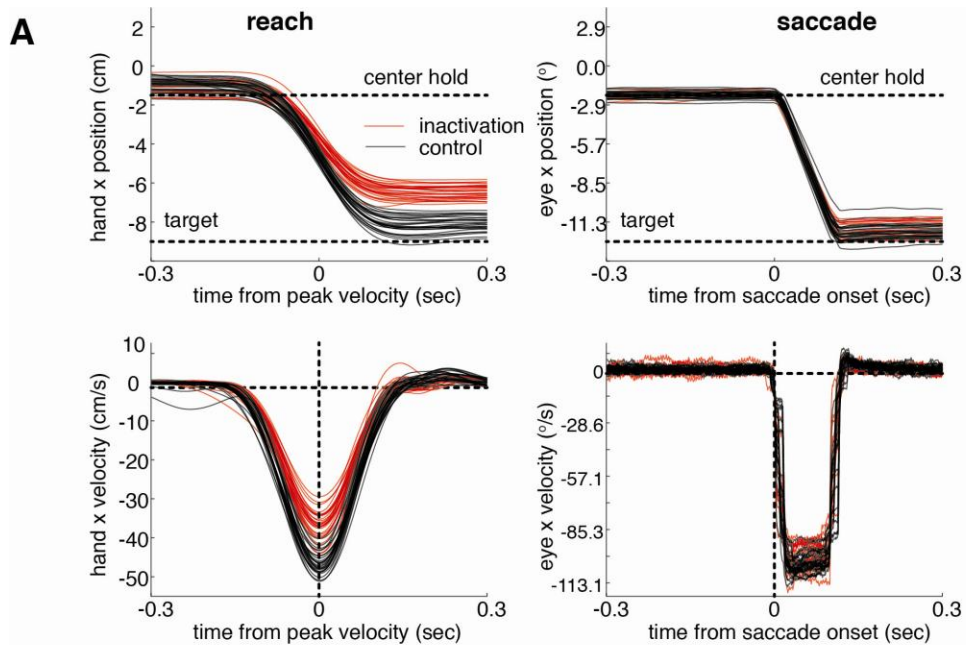 A
reach
saccade
hand x position (cm)
2
0
-2
-4
-6
-8
center hold
inactivation
control
target
-0.3
0
0.3
time from peak velocity (sec)
eye x position (°)
2.9
0.0
-2.9
-5.7
-8.5
-11.3
center hold
target
-0.3
0
0.3
time from saccade onset (sec)
hand x velocity (cm/s)
10
0
-10
-20
-30
-40
-50
-0.3
0
0.3
time from peak velocity (sec)
eye x velocity (°/s)
0
-28.6
-57.1
-85.3
-113.1
-0.3
0
0.3
time from saccade onset (sec)